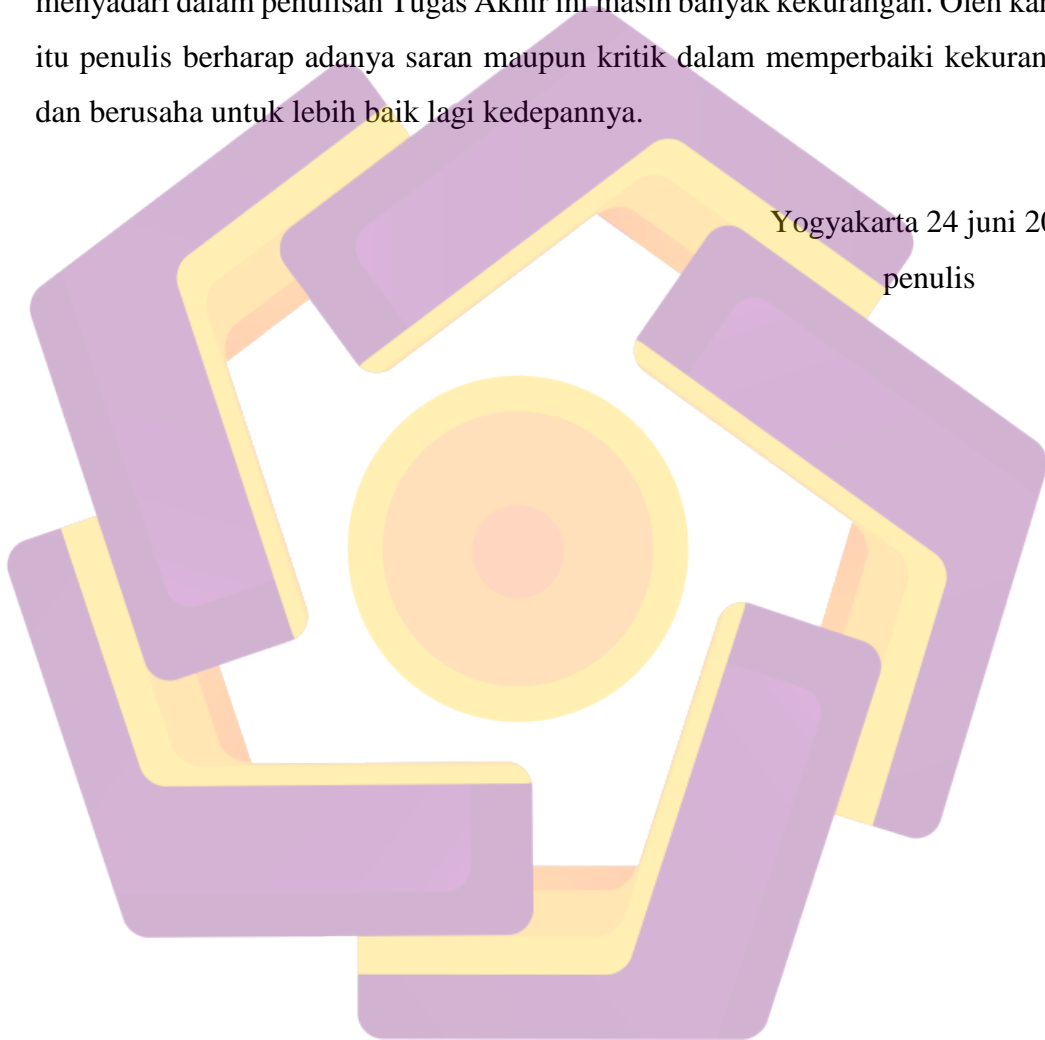 menyadari dalam penulisan Tugas Akhir ini masih banyak kekurangan. Oleh kar
itu penulis berharap adanya saran maupun kritik dalam memperbaiki kekuran
dan berusaha untuk lebih baik lagi kedepannya.
Yogyakarta 24 juni 20
penulis